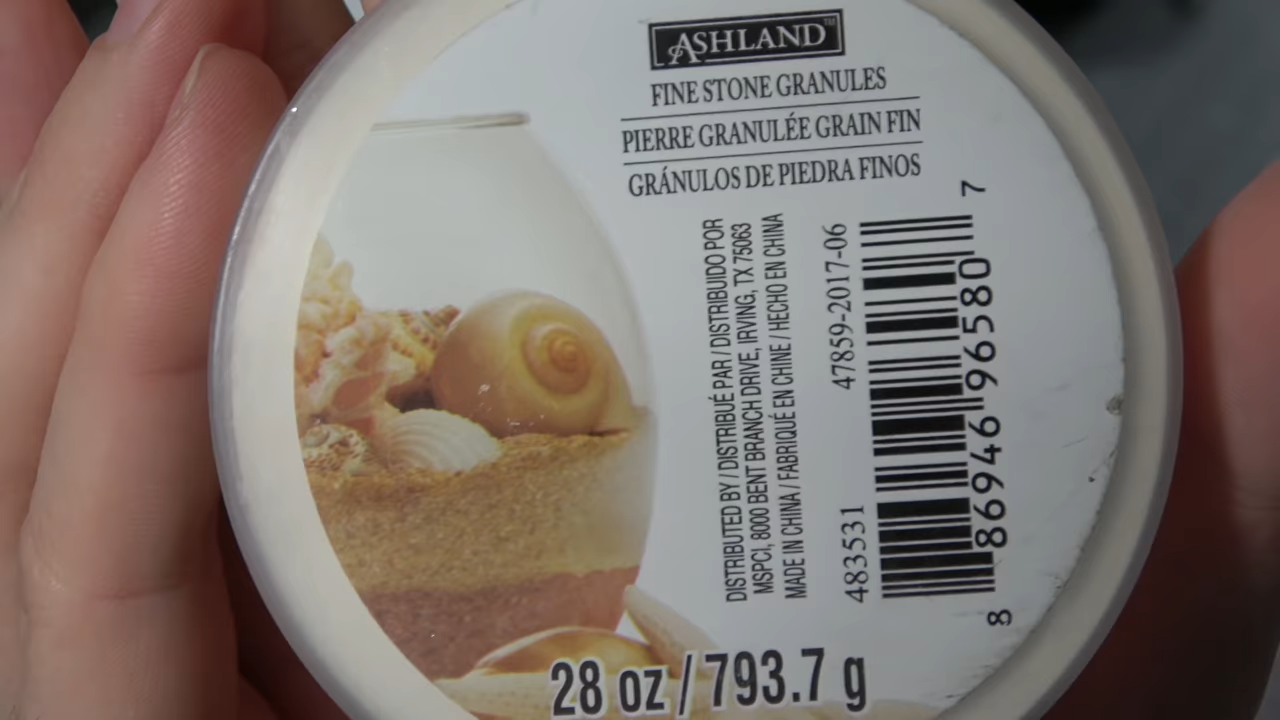 ASHLAND™
FINE STONE GRANULES
PIERRE GRANULÉE GRAIN FIN
GRÁNULOS DE PIEDRA FINOS
DISTRIBUTED BY / DISTRIBUÉ PAR / DISTRIBUIDO POR
MSPCI, 8000 BENT BRANCH DRIVE, IRVING, TX 75063
MADE IN CHINA / FABRIQUÉ EN CHINE / HECHO EN CHINA
483531 47859-2017-06
8 86946 96580 7
28 oz / 793.7 g